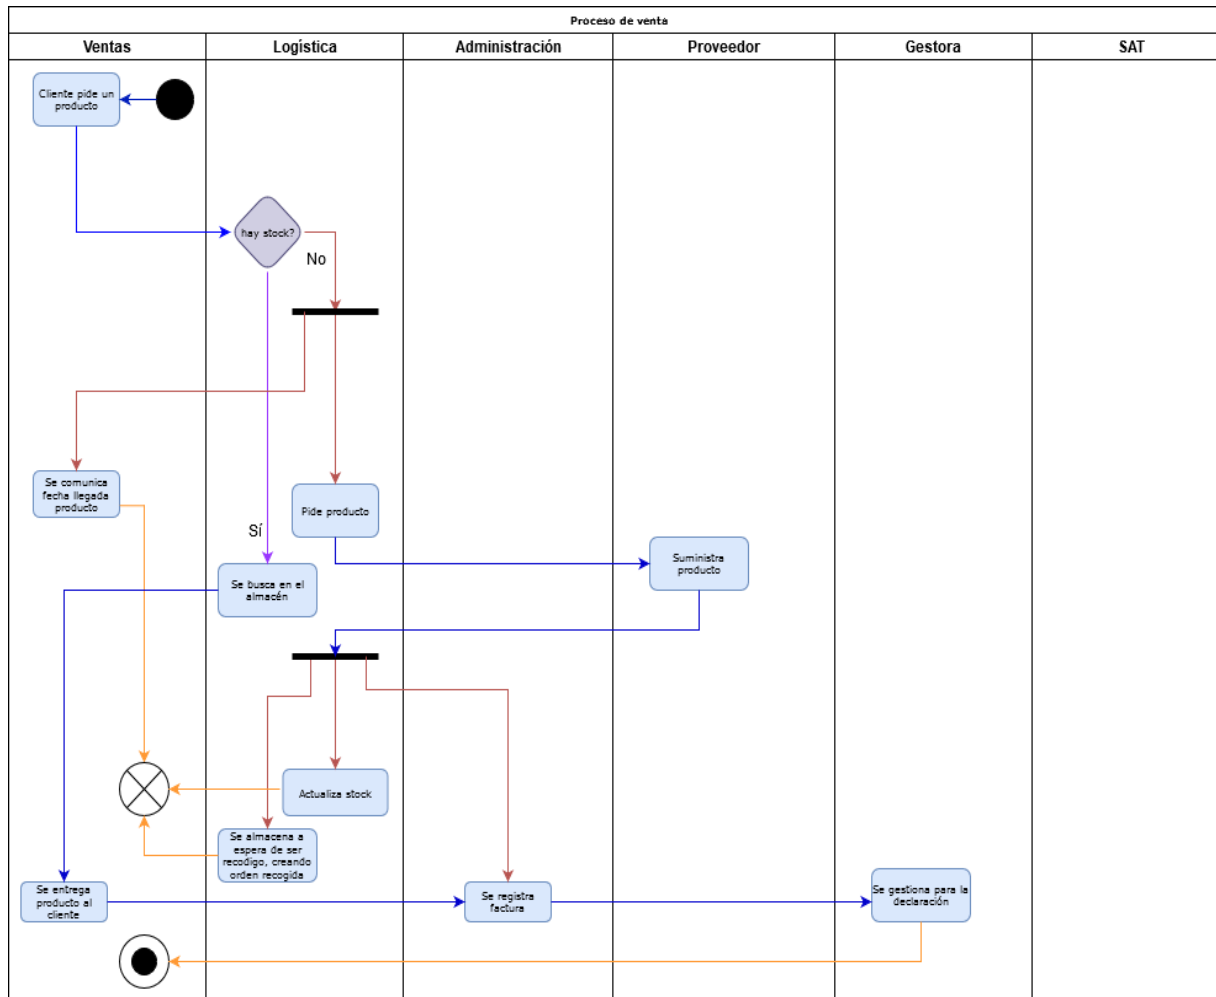 Proceso de venta
Ventas
Logística
Administración
Proveedor
Gestora
SAT
Cliente pide un
producto
hay stock?
No
Se comunica
fecha llegada
producto
Pide producto
Sí
Suministra
producto
Se busca en el
almacén
Actualiza stock
Se almacena a
espera de ser
recodigo, creando
orden recogida
Se entrega
producto al
cliente
Se registra
factura
Se gestiona para la
declaración